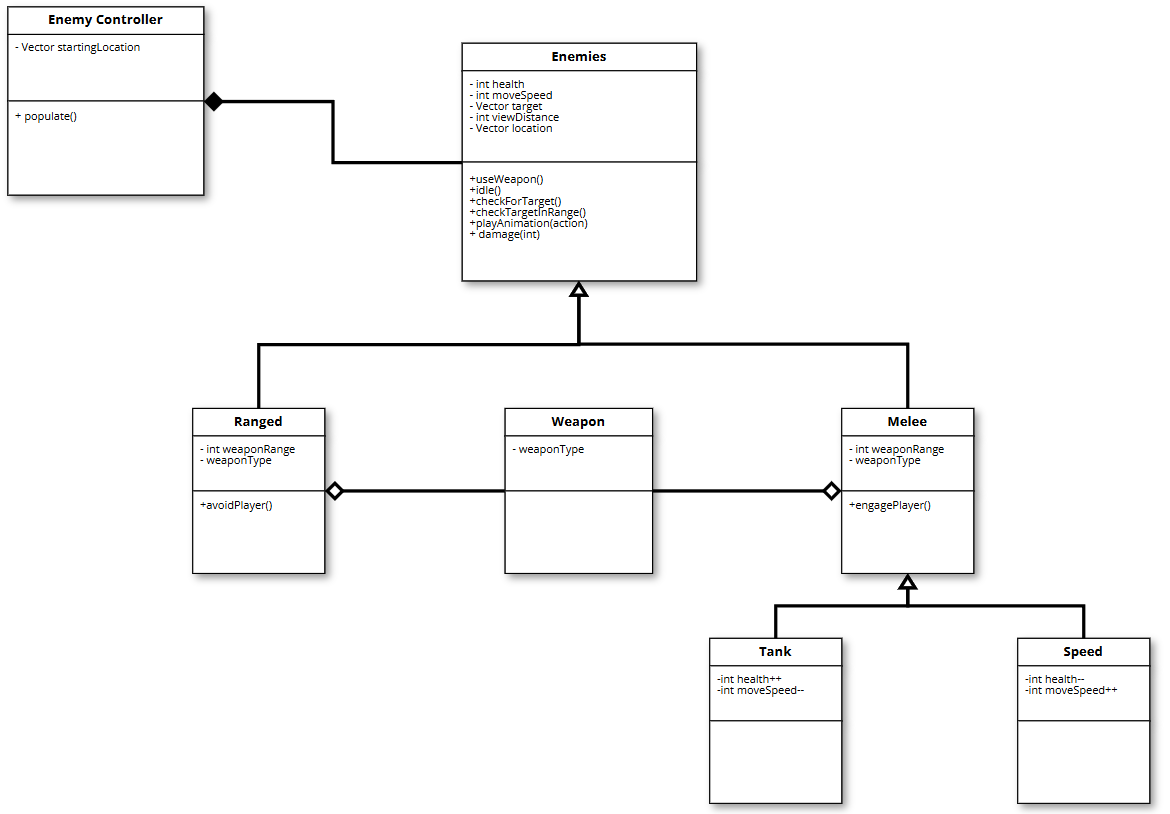 Enemy Controller
- Vector startingLocation
+ populate()
Enemies
- int health
- int moveSpeed
- Vector target
- int viewDistance
- Vector location
+useWeapon()
+idle()
+checkForTarget()
+checkTargetInRange()
+playAnimation(action)
+ damage(int)
Ranged
- int weaponRange
- weaponType
+avoidPlayer()
Weapon
- weaponType
Melee
- int weaponRange
- weaponType
+engagePlayer()
Tank
-int health++
-int moveSpeed--
Speed
-int health--
-int moveSpeed++